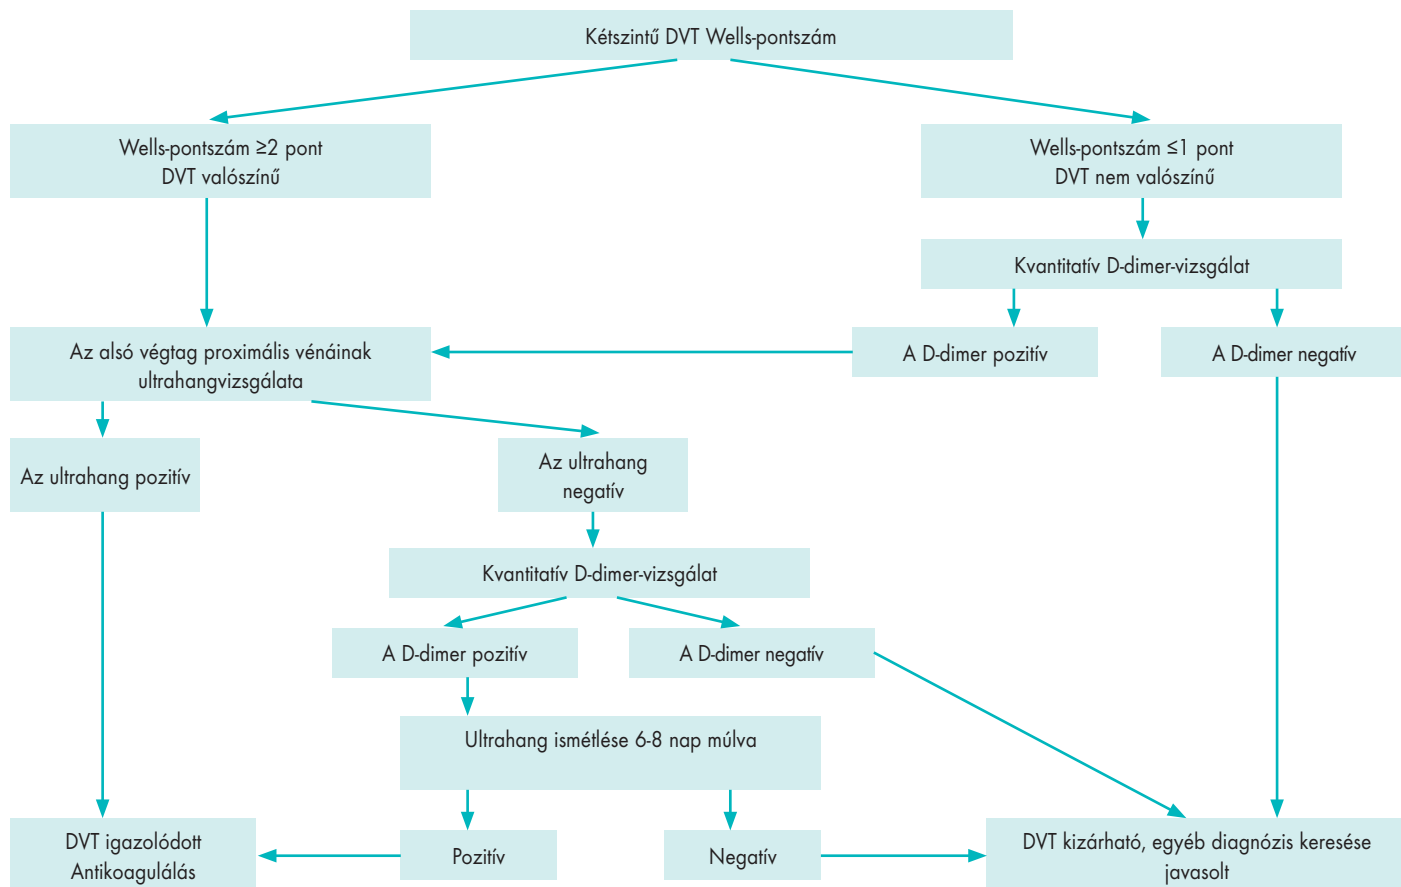 Kétszintű DVT Wells-pontszám
Wells-pontszám ≥2 pont
DVT valószínű
Wells-pontszám ≤1 pont
DVT nem valószínű
Kvantitatív D-dimer-vizsgálat
Az alsó végtag proximális vénáinak
ultrahangvizsgálata
A D-dimer pozitív
A D-dimer negatív
Az ultrahang pozitív
Az ultrahang
negatív
Kvantitatív D-dimer-vizsgálat
A D-dimer pozitív
A D-dimer negatív
Ultrahang ismétlése 6-8 nap múlva
DVT igazolódott
Antikoagulálás
Pozitív
Negatív
DVT kizárható, egyéb diagnózis keresése
javasolt